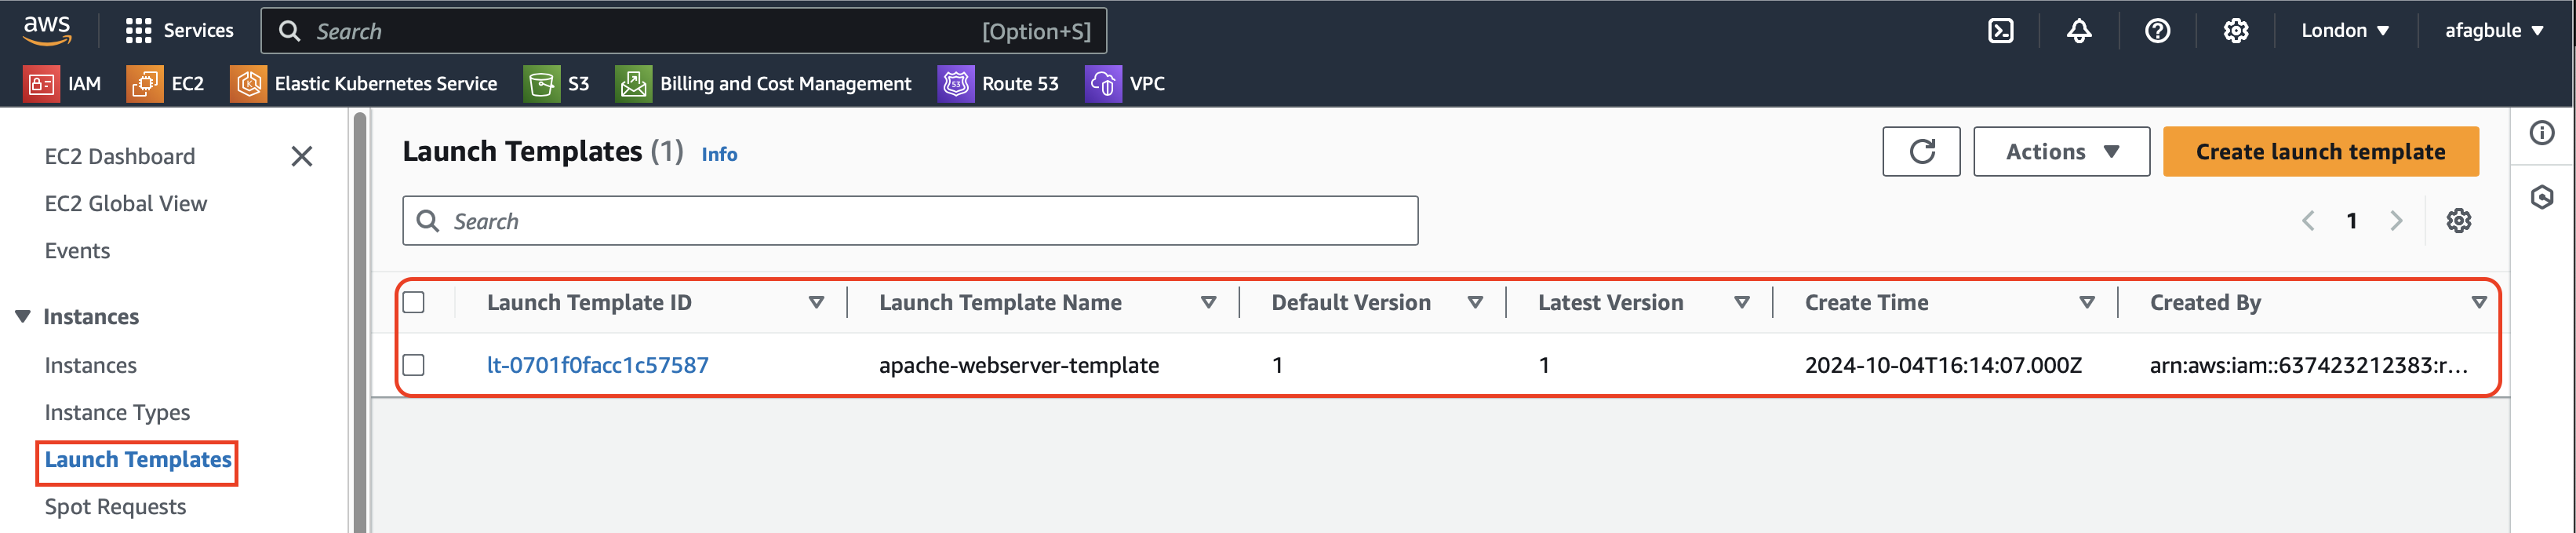 aws Services Search [Option+S] London afagbule
IAM EC2 Elastic Kubernetes Service S3 Billing and Cost Management 53 Route 53 VPC
EC2 Dashboard
EC2 Global View
Events
Instances
Instances
Instance Types
Launch Templates
Spot Requests
Launch Templates (1) Info Actions Create launch template
Search 1
Launch Template ID Launch Template Name Default Version Latest Version Create Time Created By
lt-0701f0facc1c57587 apache-webserver-template 1 1 2024-10-04T16:14:07.000Z arn:aws:iam::637423212383:r...